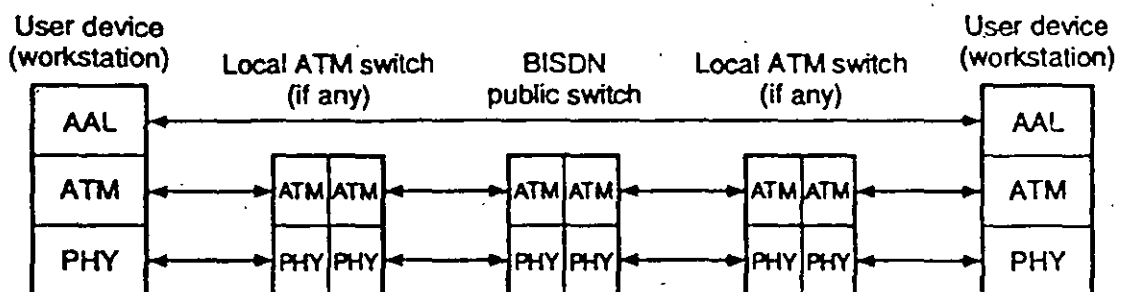 User device
(workstation)
Local ATM switch
(if any)
BISDN
public switch
Local ATM switch
(if any)
User device
(workstation)
AAL
AAL
ATM
ATM
ATM
ATM
ATM
ATM
ATM
ATM
PHY
PHY
PHY
PHY
PHY
PHY
PHY
PHY